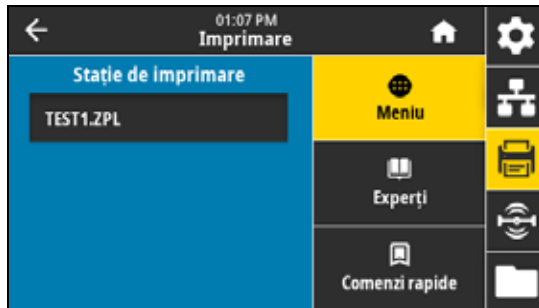 01:07 PM
Imprimare
Stație de imprimare
TEST1.ZPL
Meniu
Experți
Comenzi rapide